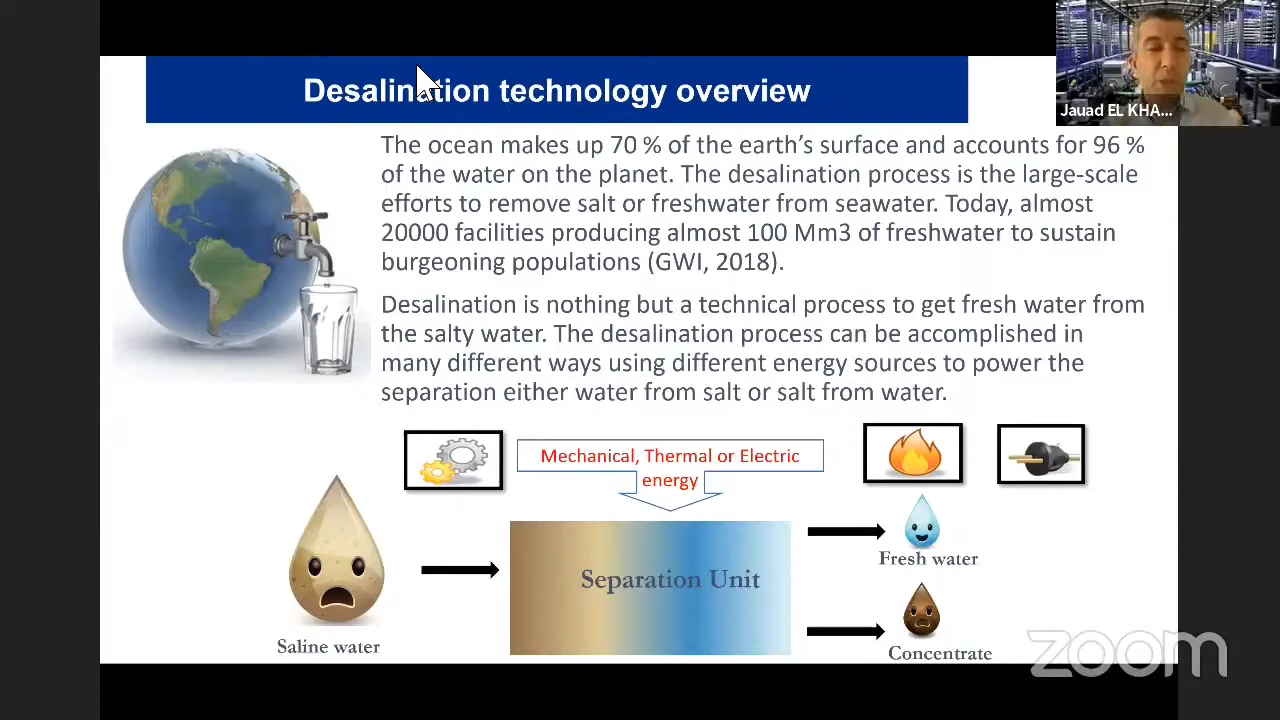 Desalination technology overview
Jauad EL KHA...
The ocean makes up 70 % of the earth's surface and accounts for 96 %
of the water on the planet. The desalination process is the large-scale
efforts to remove salt or freshwater from seawater. Today, almost
20000 facilities producing almost 100 Mm3 of freshwater to sustain
burgeoning populations (GWI, 2018).
Desalination is nothing but a technical process to get fresh water from
the salty water. The desalination process can be accomplished in
many different ways using different energy sources to power the
separation either water from salt or salt from water.
Mechanical, Thermal or Electric
energy
Separation Unit
Fresh water
Saline water
Concentrate
zoom